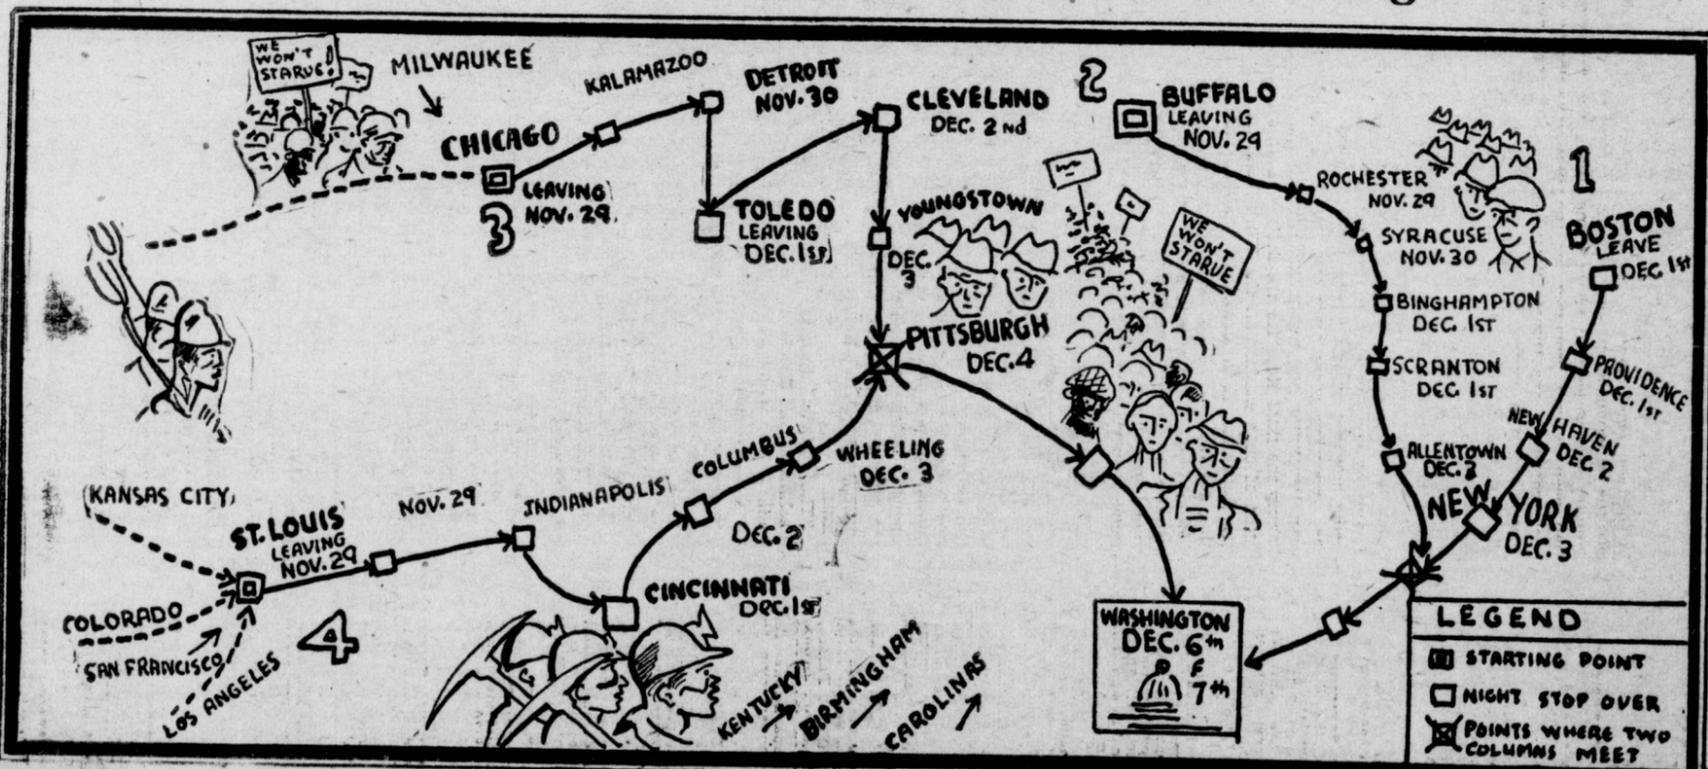 WE
WON'T
STARVE!
MILWAUKEE
CHICAGO
LEAVING
NOV. 29.
3
KALAMAZOO
DETROIT
NOV. 30
TOLEDO
LEAVING
DEC. 1ST
CLEVELAND
DEC. 2ND
YOUNGSTOWN
DEC.
3
PITTSBURGH
DEC. 4
2
BUFFALO
LEAVING
NOV. 29
ROCHESTER
NOV. 29
SYRACUSE
NOV. 30
BINGHAMPTON
DEC. 1ST
SCRANTON
DEC 1ST
ALLENTOWN
DEC. 2
1
BOSTON
LEAVE
DEC 1st
PROVIDENCE
DEC. 1ST
NEW HAVEN
DEC. 2
NEW YORK
DEC. 3
WE
WON'T
STARVE
KANSAS CITY
ST. LOUIS
LEAVING
NOV. 29
COLORADO
SAN FRANCISCO
LOS ANGELES
4
NOV. 29
INDIANAPOLIS
CINCINNATI
DEC. 1ST
COLUMBUS
DEC. 2
WHEELING
DEC. 3
KENTUCKY
BIRMINGHAM
CAROLINAS
WASHINGTON
DEC. 6th
&
7th
LEGEND
STARTING POINT
NIGHT STOP OVER
POINTS WHERE TWO
COLUMNS MEET